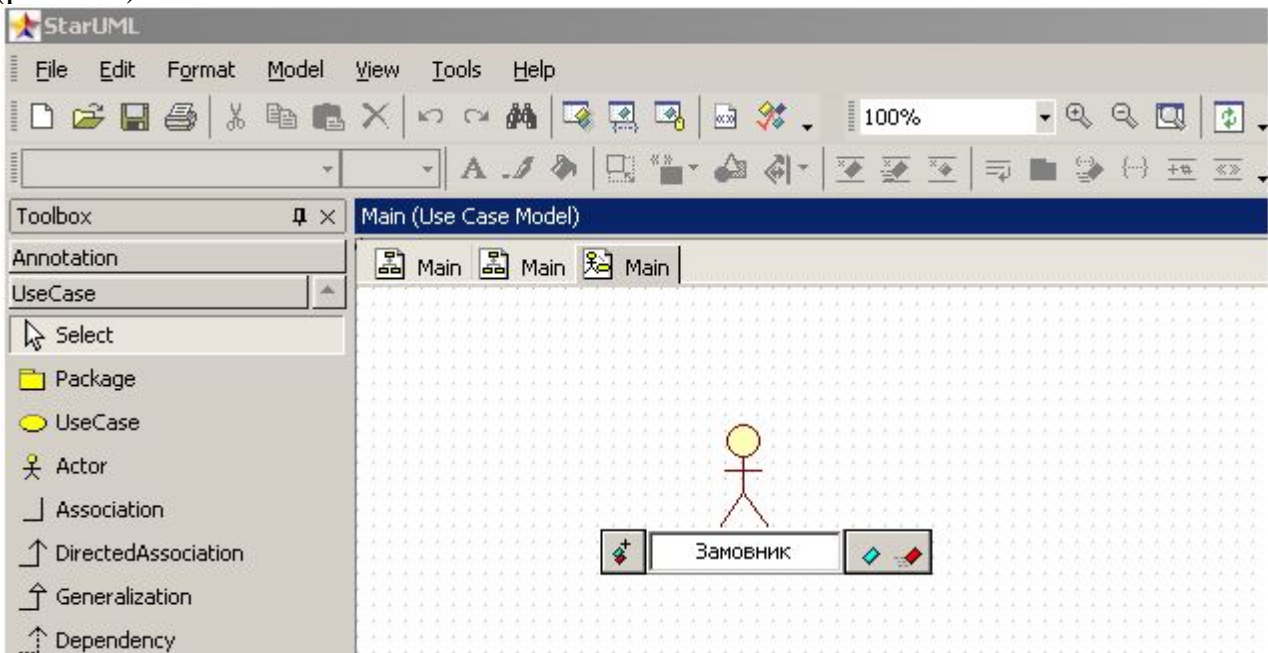 StarUML
File Edit Format Model View Tools Help
100%
Toolbox
Main (Use Case Model)
Annotation
Main Main Main
UseCase
Select
Package
UseCase
Actor
Association
DirectedAssociation
Замовник
Generalization
Dependency